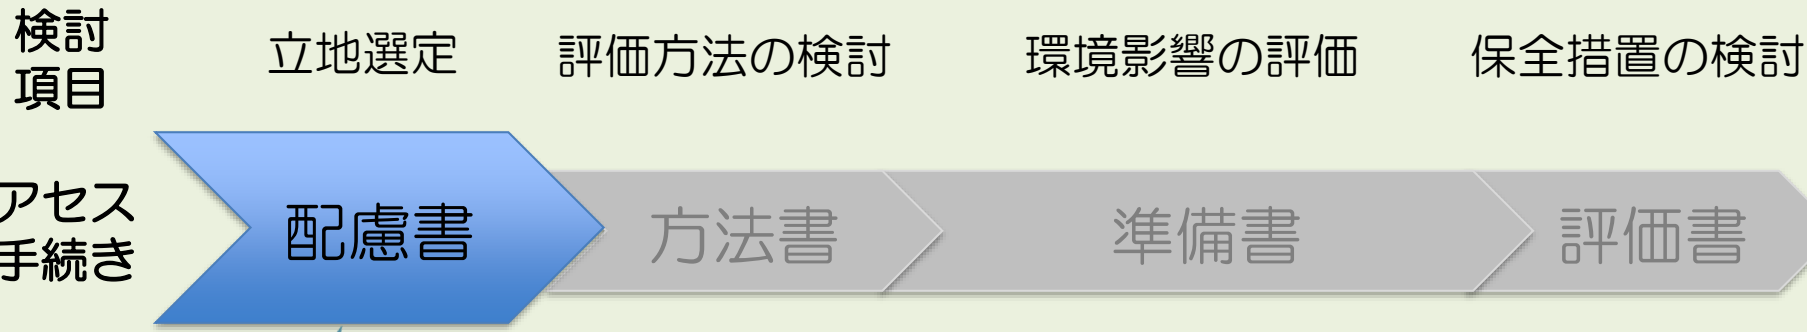 検討
項目
立地選定
評価方法の検討
環境影響の評価
保全措置の検討
アセス
手続き
配慮書
方法書
準備書
評価書